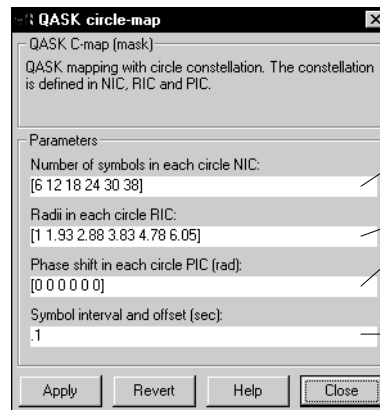 QASK circle-map
QASK C-map (mask)
QASK mapping with circle constellation. The constellation
is defined in NIC, RIC and PIC.
Parameters
Number of symbols in each circle NIC:
[6 12 18 24 30 38]
Radii in each circle RIC:
[1 1.93 2.88 3.83 4.78 6.05]
Phase shift in each circle PIC (rad):
[0 0 0 0 0 0]
Symbol interval and offset (sec):
.1
Apply Revert Help Close